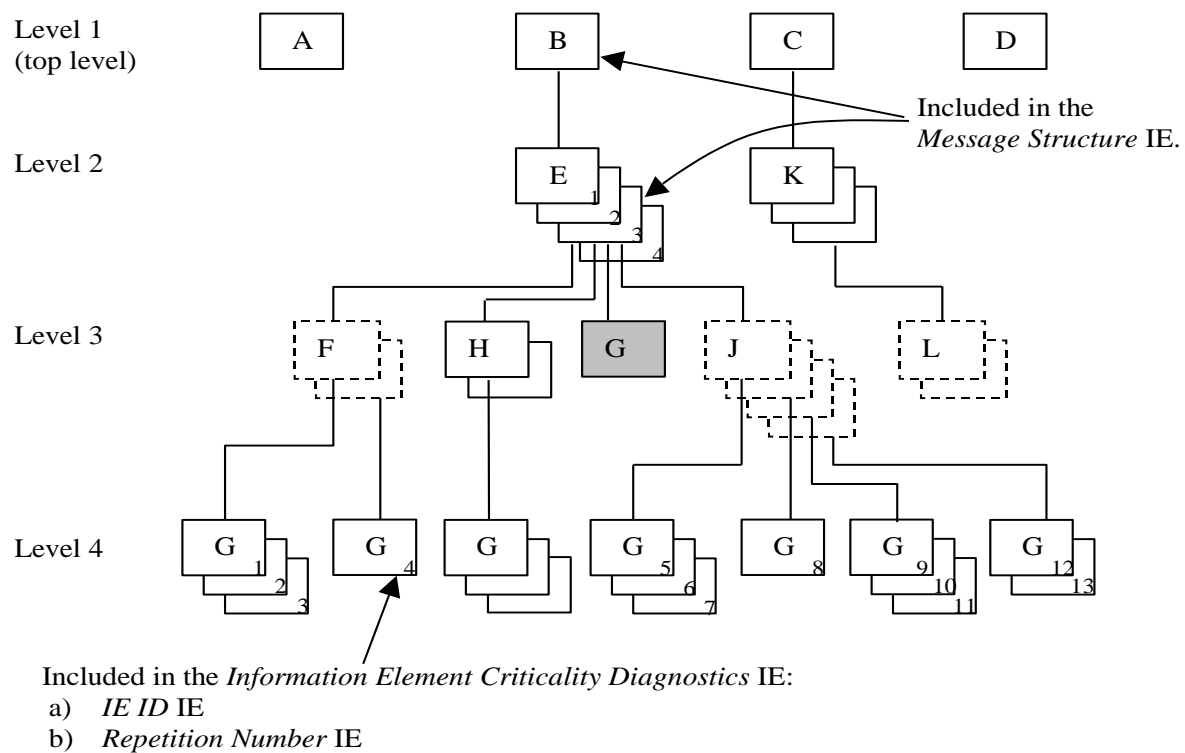 Level 1
(top level)
A
B
C
D
Included in the
Message Structure IE.
Level 2
E
1
2
3
4
K
Level 3
F
H
G
J
L
Level 4
G
1
2
3
G
4
G
G
5
6
7
G
8
G
9
10
11
G
12
13
Included in the Information Element Criticality Diagnostics IE:
a) IE ID IE
b) Repetition Number IE